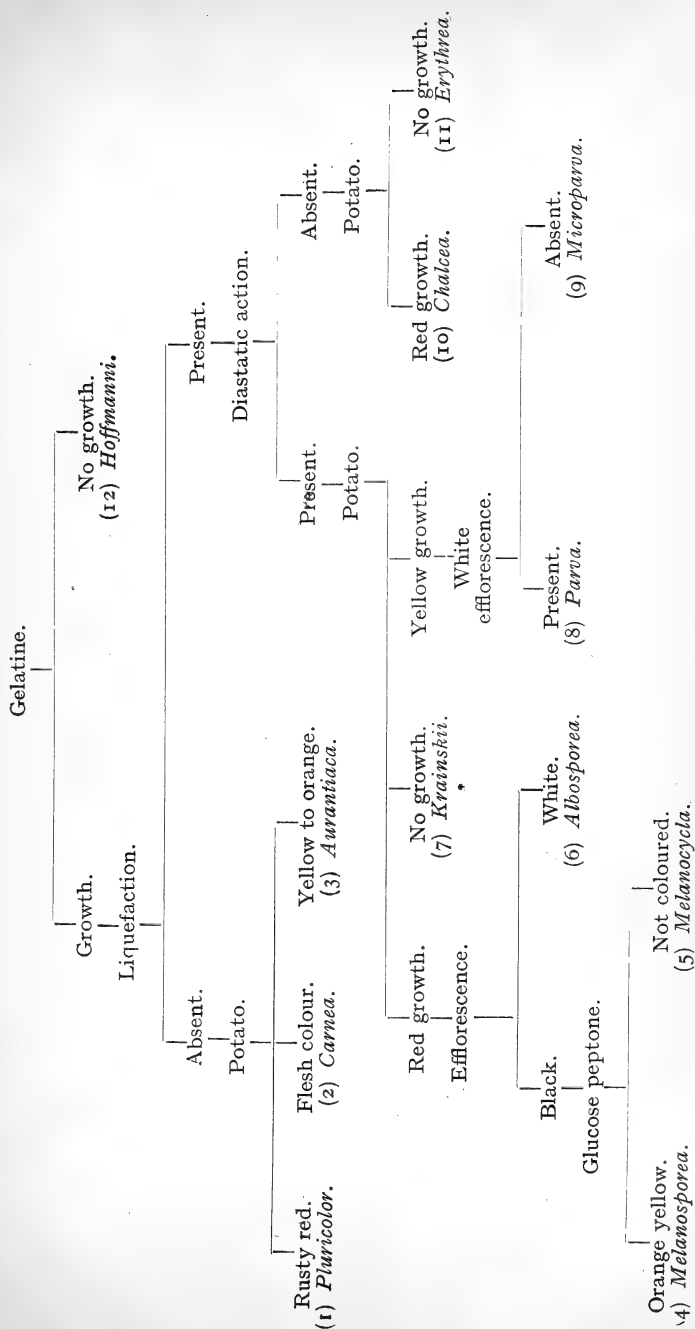 Gelatine.
Growth.
No growth.
(12) Hoffmanni.
Liquefaction.
Absent.
Present.
Potato.
Diastatic action.
Rusty red.
(1) Pluricolor.
Flesh colour.
(2) Carnea.
Yellow to orange.
(3) Aurantiaca.
Present.
Absent.
Potato.
Potato.
Red growth.
No growth.
(7) Krainskii.
Yellow growth.
Red growth.
(10) Chalcea.
No growth.
(11) Erythrea.
Efflorescence.
White
efflorescence.
Black.
White.
(6) Albosporea.
Present.
(8) Parva.
Absent.
(9) Microparva.
Glucose peptone.
Orange yellow.
4) Melanosporea.
Not coloured.
(5) Melanocycla.